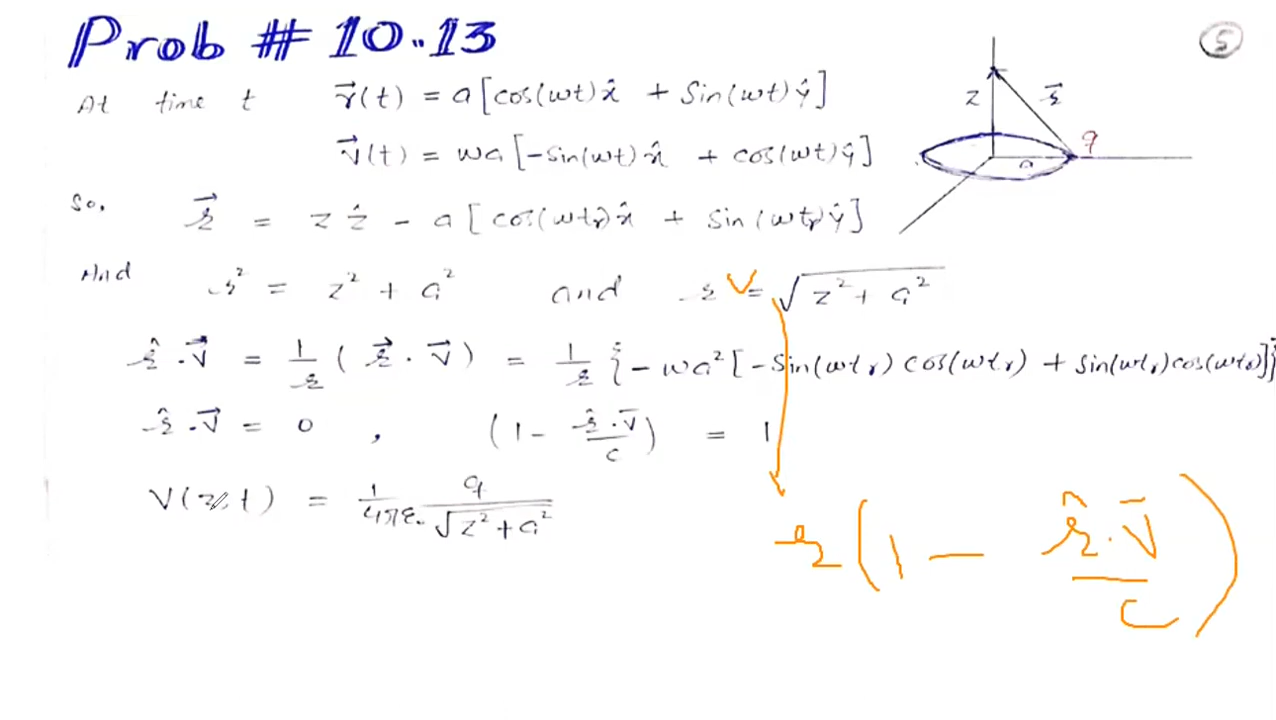 Prob # 10.13
5
At time t r⃗(t) = a[cos(ωt)x̂ + Sin(ωt)ŷ]
v⃗(t) = ωa[-sin(ωt)x̂ + cos(ωt)ŷ]
z 𝓇⃗ q a
So, 𝓇⃗ = z ẑ - a[cos(ωtᵣ)x̂ + Sin(ωtᵣ)ŷ]
And 𝓇² = z² + a² and 𝓇 = √(z² + a²)
𝓇̂ · v⃗ = 1/𝓇 (𝓇⃗ · v⃗) = 1/𝓇 {-ωa²[-Sin(ωtᵣ)cos(ωtᵣ) + Sin(ωtᵣ)cos(ωtᵣ)]}
𝓇̂ · v⃗ = 0 , (1 - 𝓇̂ · v̄/c) = 1
V(z, t) = 1/4πε₀ q/√(z² + a²)
𝓇(1 - 𝓇̂ · v̄/c)